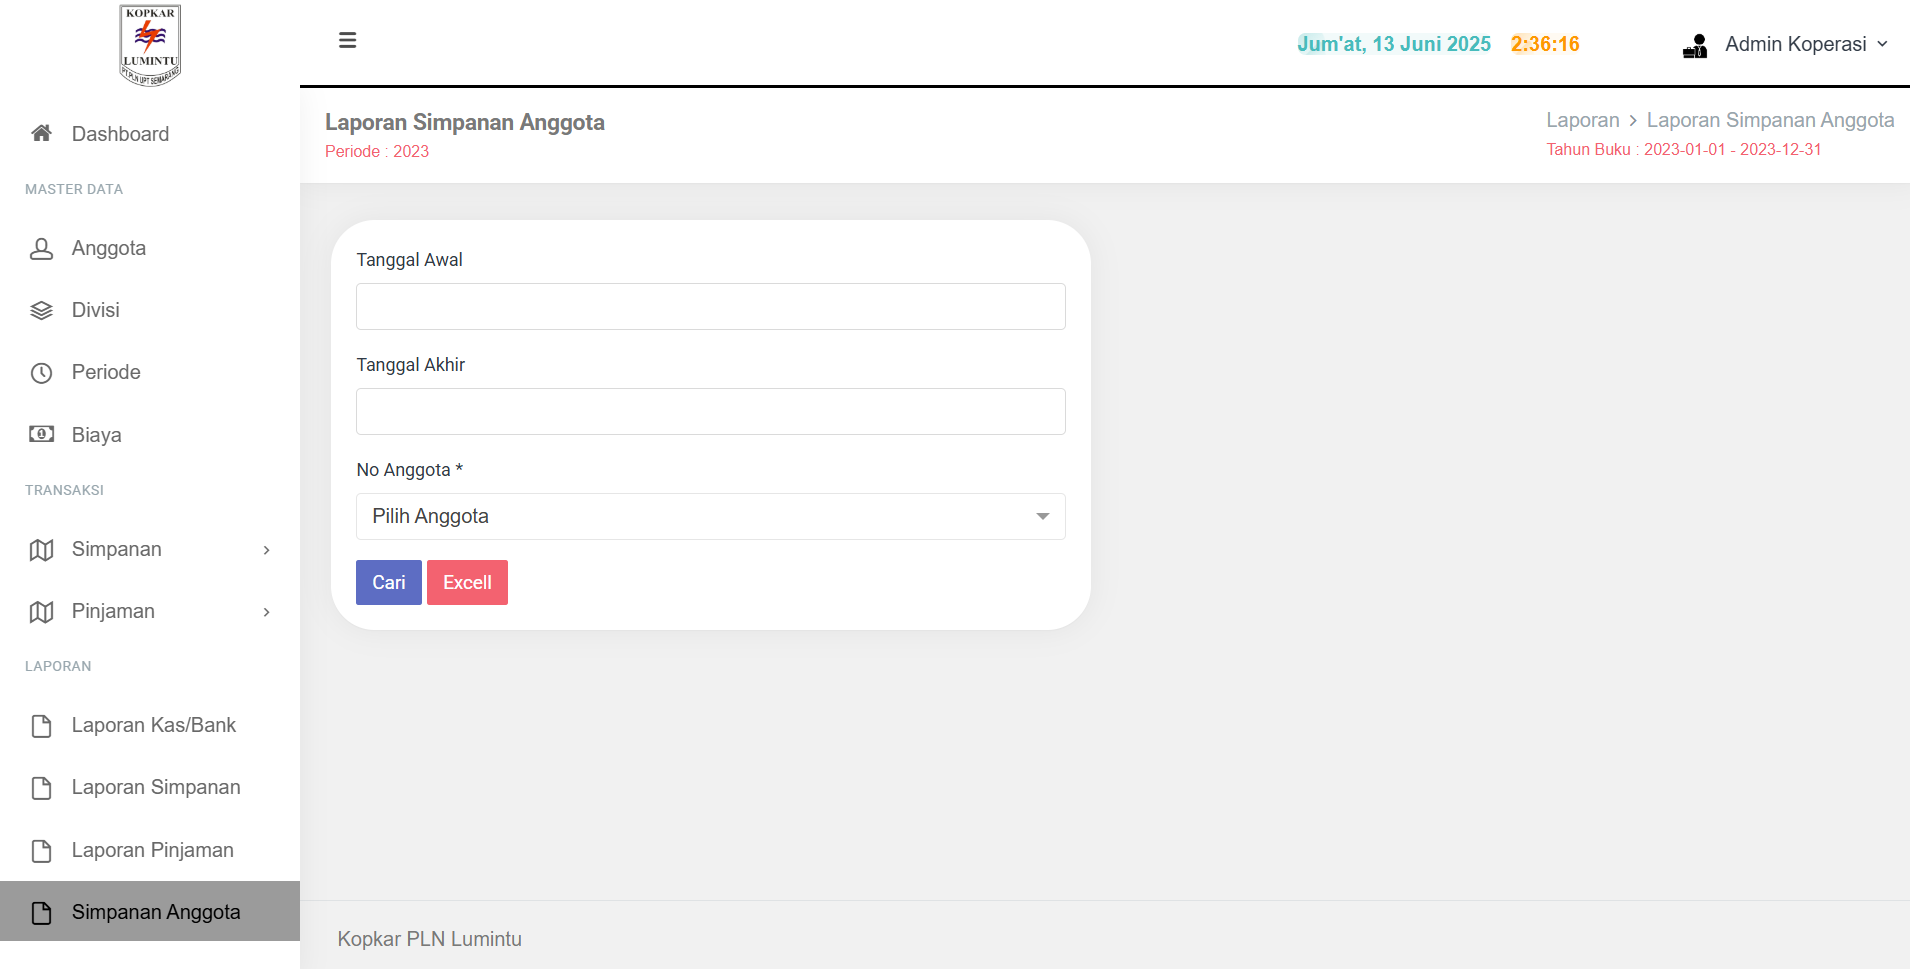 KOPKAR
LUMINTU
PT PLN UPT SEMARANG
Jum'at, 13 Juni 2025 2:36:16
Admin Koperasi
Dashboard
MASTER DATA
Anggota
Divisi
Periode
Biaya
TRANSAKSI
Simpanan
Pinjaman
LAPORAN
Laporan Kas/Bank
Laporan Simpanan
Laporan Pinjaman
Simpanan Anggota
Laporan Simpanan Anggota
Periode : 2023
Laporan > Laporan Simpanan Anggota
Tahun Buku : 2023-01-01 - 2023-12-31
Tanggal Awal
Tanggal Akhir
No Anggota *
Pilih Anggota
Cari Excell
Kopkar PLN Lumintu